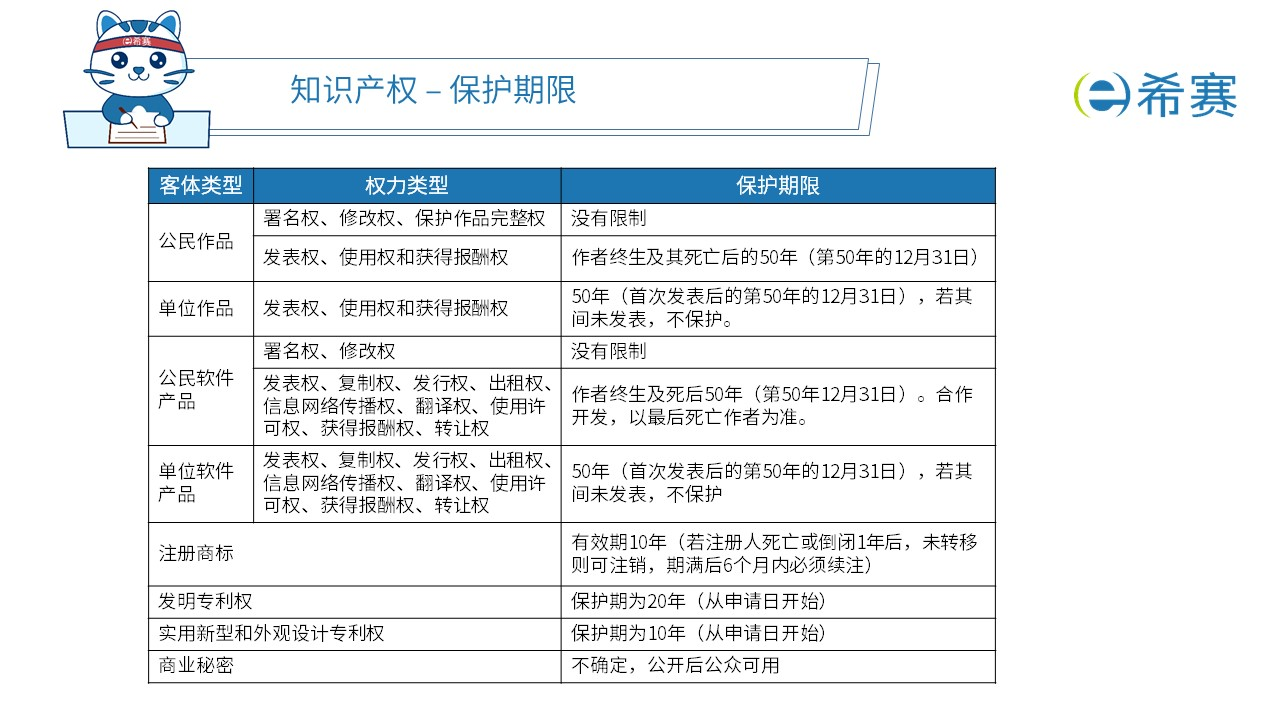 希赛
知识产权 – 保护期限
希赛
客体类型 权力类型 保护期限
公民作品
署名权、修改权、保护作品完整权 没有限制
发表权、使用权和获得报酬权 作者终生及其死亡后的50年（第50年的12月31日）
单位作品 发表权、使用权和获得报酬权
50年（首次发表后的第50年的12月31日），若其
间未发表，不保护。
公民软件
产品
署名权、修改权 没有限制
发表权、复制权、发行权、出租权、
信息网络传播权、翻译权、使用许
可权、获得报酬权、转让权
作者终生及死后50年（第50年12月31日）。合作
开发，以最后死亡作者为准。
单位软件
产品
发表权、复制权、发行权、出租权、
信息网络传播权、翻译权、使用许
可权、获得报酬权、转让权
50年（首次发表后的第50年的12月31日），若其
间未发表，不保护
注册商标
有效期10年（若注册人死亡或倒闭1年后，未转移
则可注销，期满后6个月内必须续注）
发明专利权 保护期为20年（从申请日开始）
实用新型和外观设计专利权 保护期为10年（从申请日开始）
商业秘密 不确定，公开后公众可用